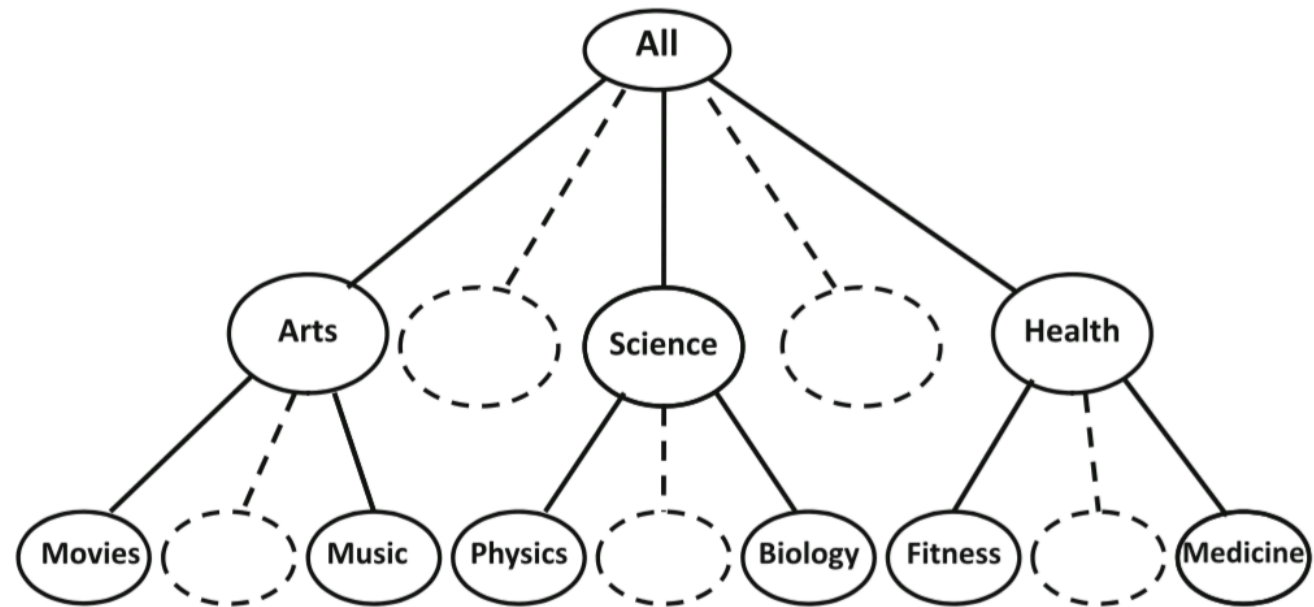 All
Arts
Science
Health
Movies
Music
Physics
Biology
Fitness
Medicine